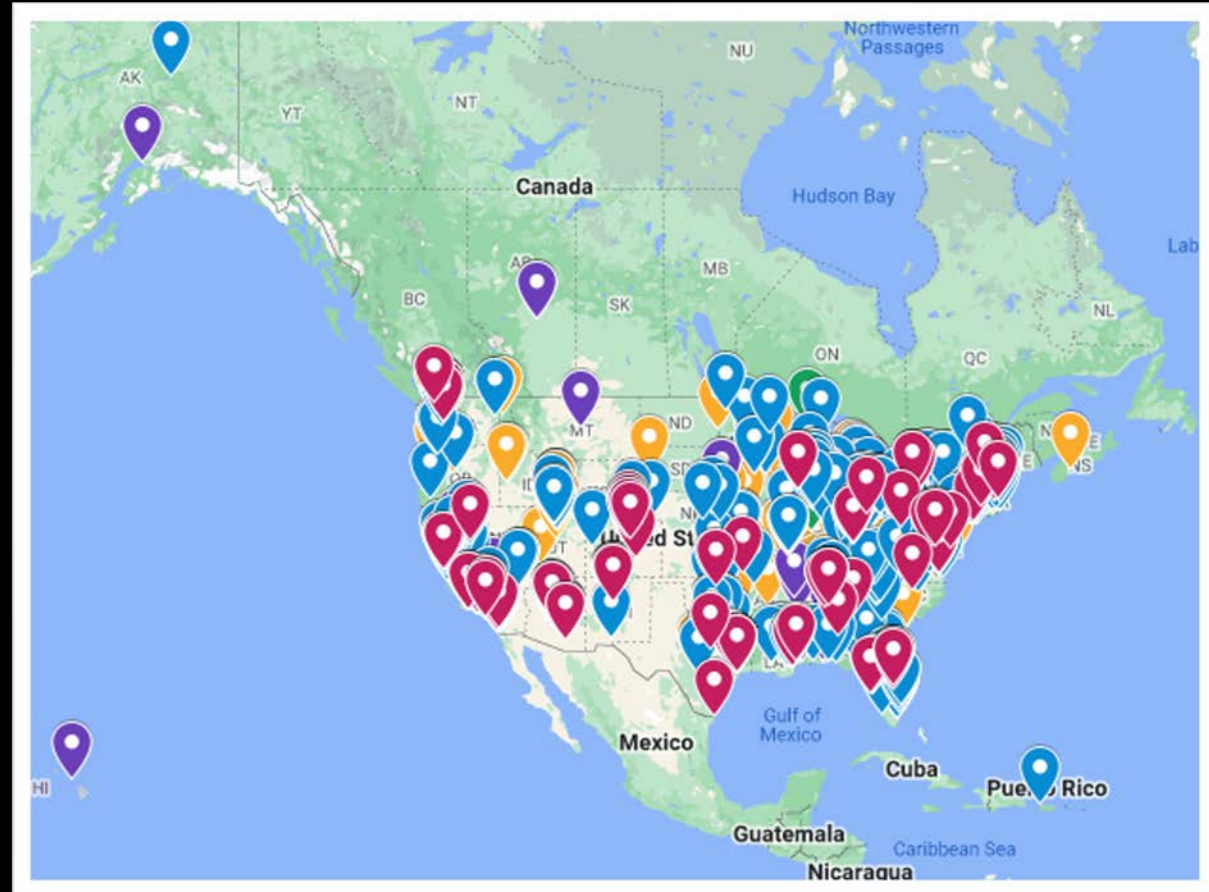 Northwestern
Passages
NU
AK
NT
YT
Canada
Hudson Bay
Lab
AB
MB
BC
SK
NL
ON
QC
ND
MT
NS
SD
ID
United St
UT
LA
Gulf of
Mexico
Mexico
Cuba
HI
Puerto Rico
Guatemala
Caribbean Sea
Nicaragua